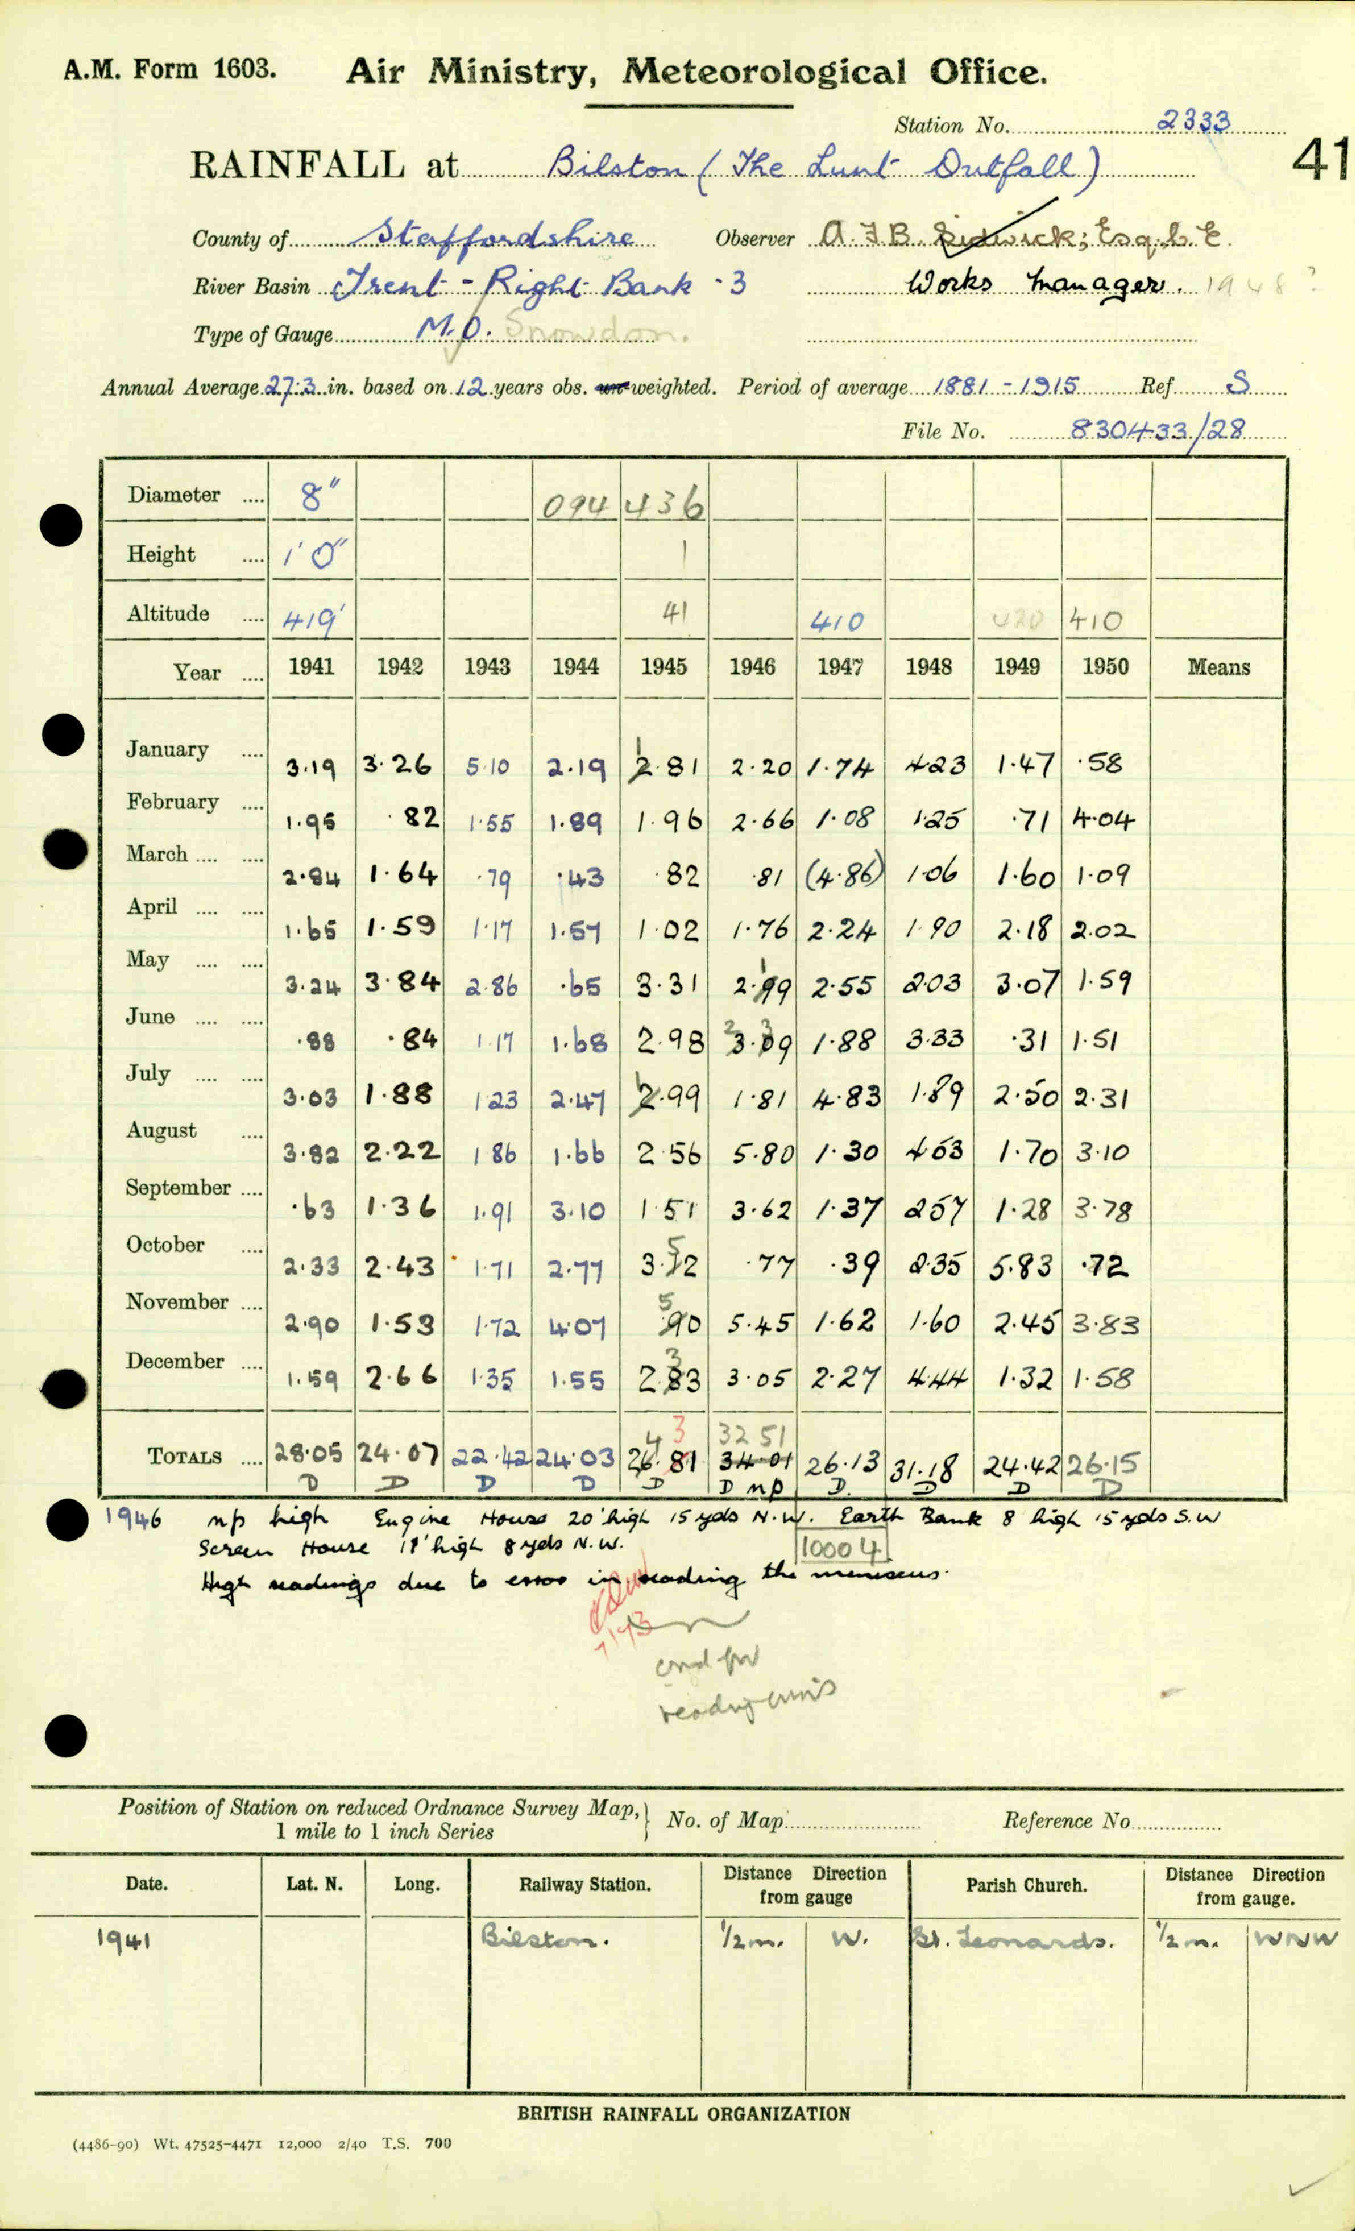 A.M. Form 1603. Air Ministry, Meteorological Office.
Station No. 2333
41
RAINFALL at Bilston (The Lunt Outfall)
County of Staffordshire Observer A.F.B. Sidwick; Esq. C.E.
River Basin Trent - Right Bank - 3 Works Manager. 1948?
Type of Gauge M.O. Snowdon.
Annual Average 27.3 in. based on 12 years obs. weighted. Period of average 1881-1915 Ref. S
File No. 830433/28
Diameter .... 8" 094 436
Height .... 1'0" 1
Altitude .... 419' 41 410 420 410
Year .... 1941 1942 1943 1944 1945 1946 1947 1948 1949 1950 Means
January .... 3.19 3.26 5.10 2.19 1.81 2.20 1.74 4.23 1.47 .58
February .... 1.95 .82 1.55 1.89 1.96 2.66 1.08 1.25 .71 4.04
March .... .... 2.84 1.64 .79 .43 .82 .81 (4.86) 1.06 1.60 1.09
April .... .... 1.65 1.59 1.17 1.57 1.02 1.76 2.24 1.90 2.18 2.02
May .... .... 3.24 3.84 2.86 .65 3.31 2.19 2.55 2.03 3.07 1.59
June .... .... .88 .84 1.17 1.68 2.98 2.39 1.88 3.33 .31 1.51
July .... .... 3.03 1.88 1.23 2.47 1.99 1.81 4.83 1.89 2.50 2.31
August .... 3.82 2.22 1.86 1.66 2.56 5.80 1.30 4.53 1.70 3.10
September .... .63 1.36 1.91 3.10 1.51 3.62 1.37 2.57 1.28 3.78
October .... 2.33 2.43 1.71 2.77 3.52 .77 .39 2.35 5.83 .72
November .... 2.90 1.53 1.72 4.07 .50 5.45 1.62 1.60 2.45 3.83
December .... 1.59 2.66 1.35 1.55 2.33 3.05 2.27 4.44 1.32 1.58
4 3 32 51
TOTALS .... 28.05 24.07 22.42 24.03 26.81 34.01 26.13 31.18 24.42 26.15
D D D D D D np D. D D D
1946 np high Engine House 20' high 15 yds N.W. Earth Bank 8' high 15 yds S.W
Screen House 11' high 8 yds N.W. 10004
High readings due to error in reading the meniscus.
reading errors
Position of Station on reduced Ordnance Survey Map, 1 mile to 1 inch Series } No. of Map Reference No
Date. Lat. N. Long. Railway Station. Distance Direction from gauge Parish Church. Distance Direction from gauge.
1941 Bilston. 1/2 m. W. St. Leonards. 1/2 m. WNW
BRITISH RAINFALL ORGANIZATION
(4486-90) Wt. 47525-4471 12,000 2/40 T.S. 700